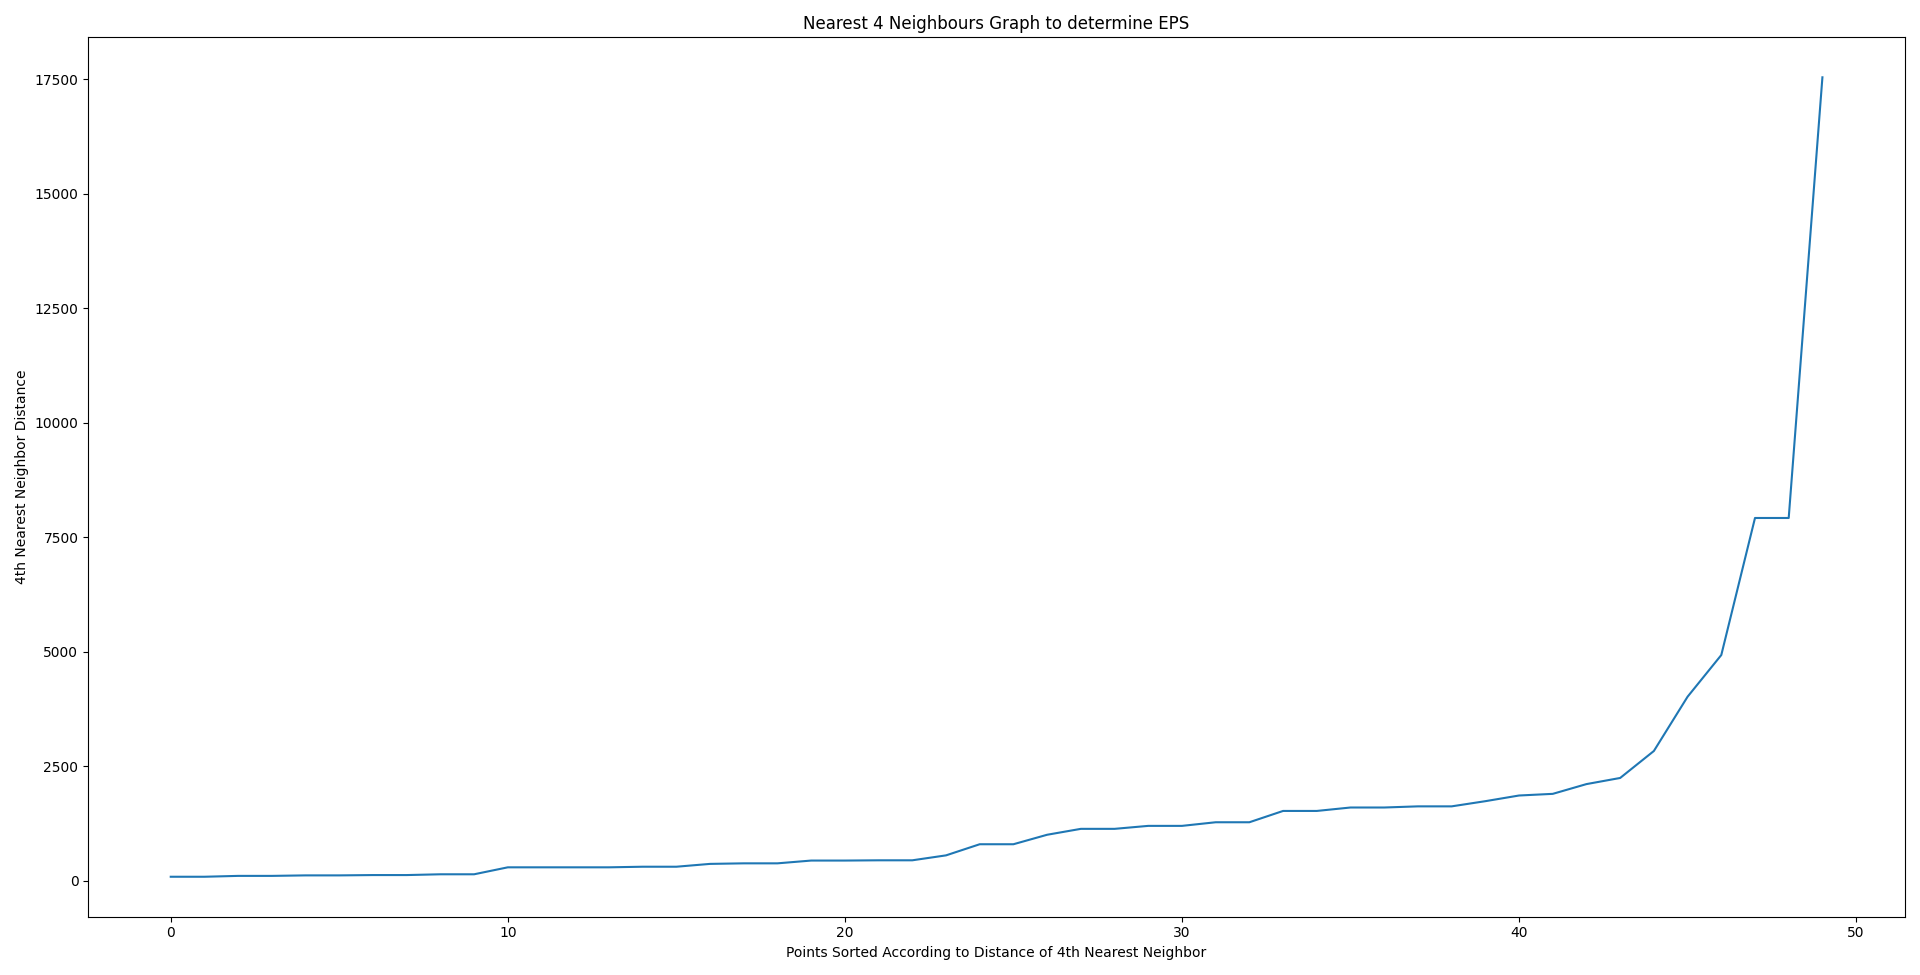 Nearest 4 Neighbours Graph to determine EPS
17500
15000
12500
10000
7500
5000
2500
0
4th Nearest Neighbor Distance
0 10 20 30 40 50
Points Sorted According to Distance of 4th Nearest Neighbor